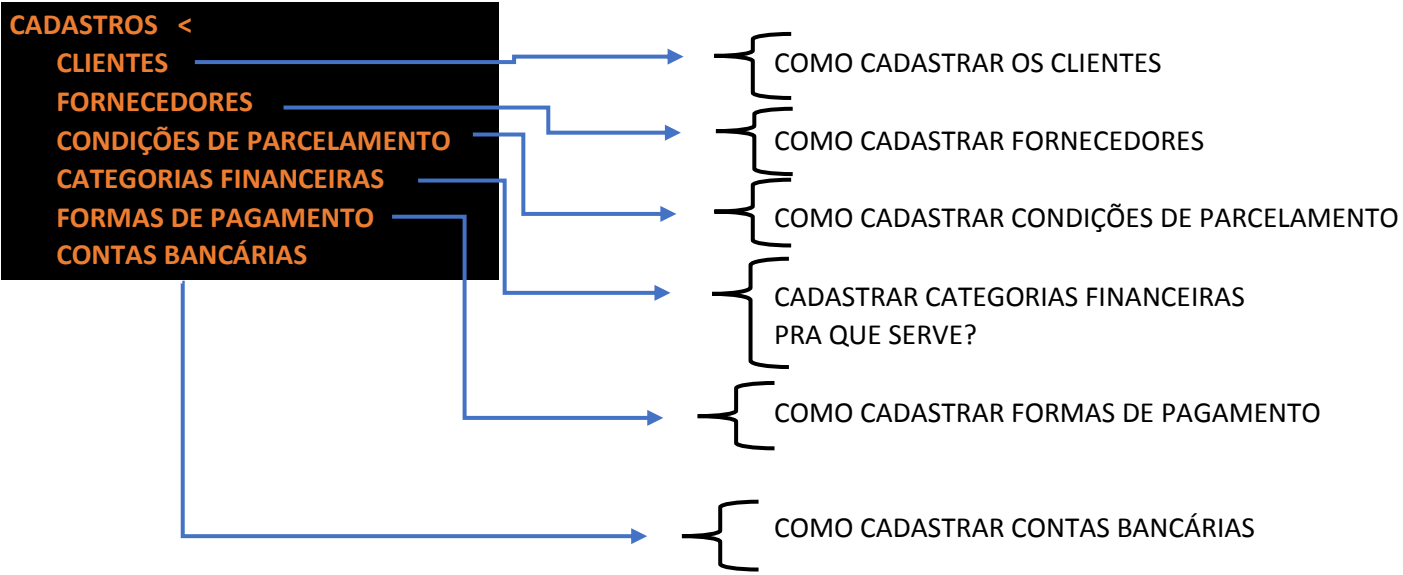 CADASTROS <
CLIENTES
FORNECEDORES
CONDIÇÕES DE PARCELAMENTO
CATEGORIAS FINANCEIRAS
FORMAS DE PAGAMENTO
CONTAS BANCÁRIAS
COMO CADASTRAR OS CLIENTES
COMO CADASTRAR FORNECEDORES
COMO CADASTRAR CONDIÇÕES DE PARCELAMENTO
CADASTRAR CATEGORIAS FINANCEIRAS
PRA QUE SERVE?
COMO CADASTRAR FORMAS DE PAGAMENTO
COMO CADASTRAR CONTAS BANCÁRIAS